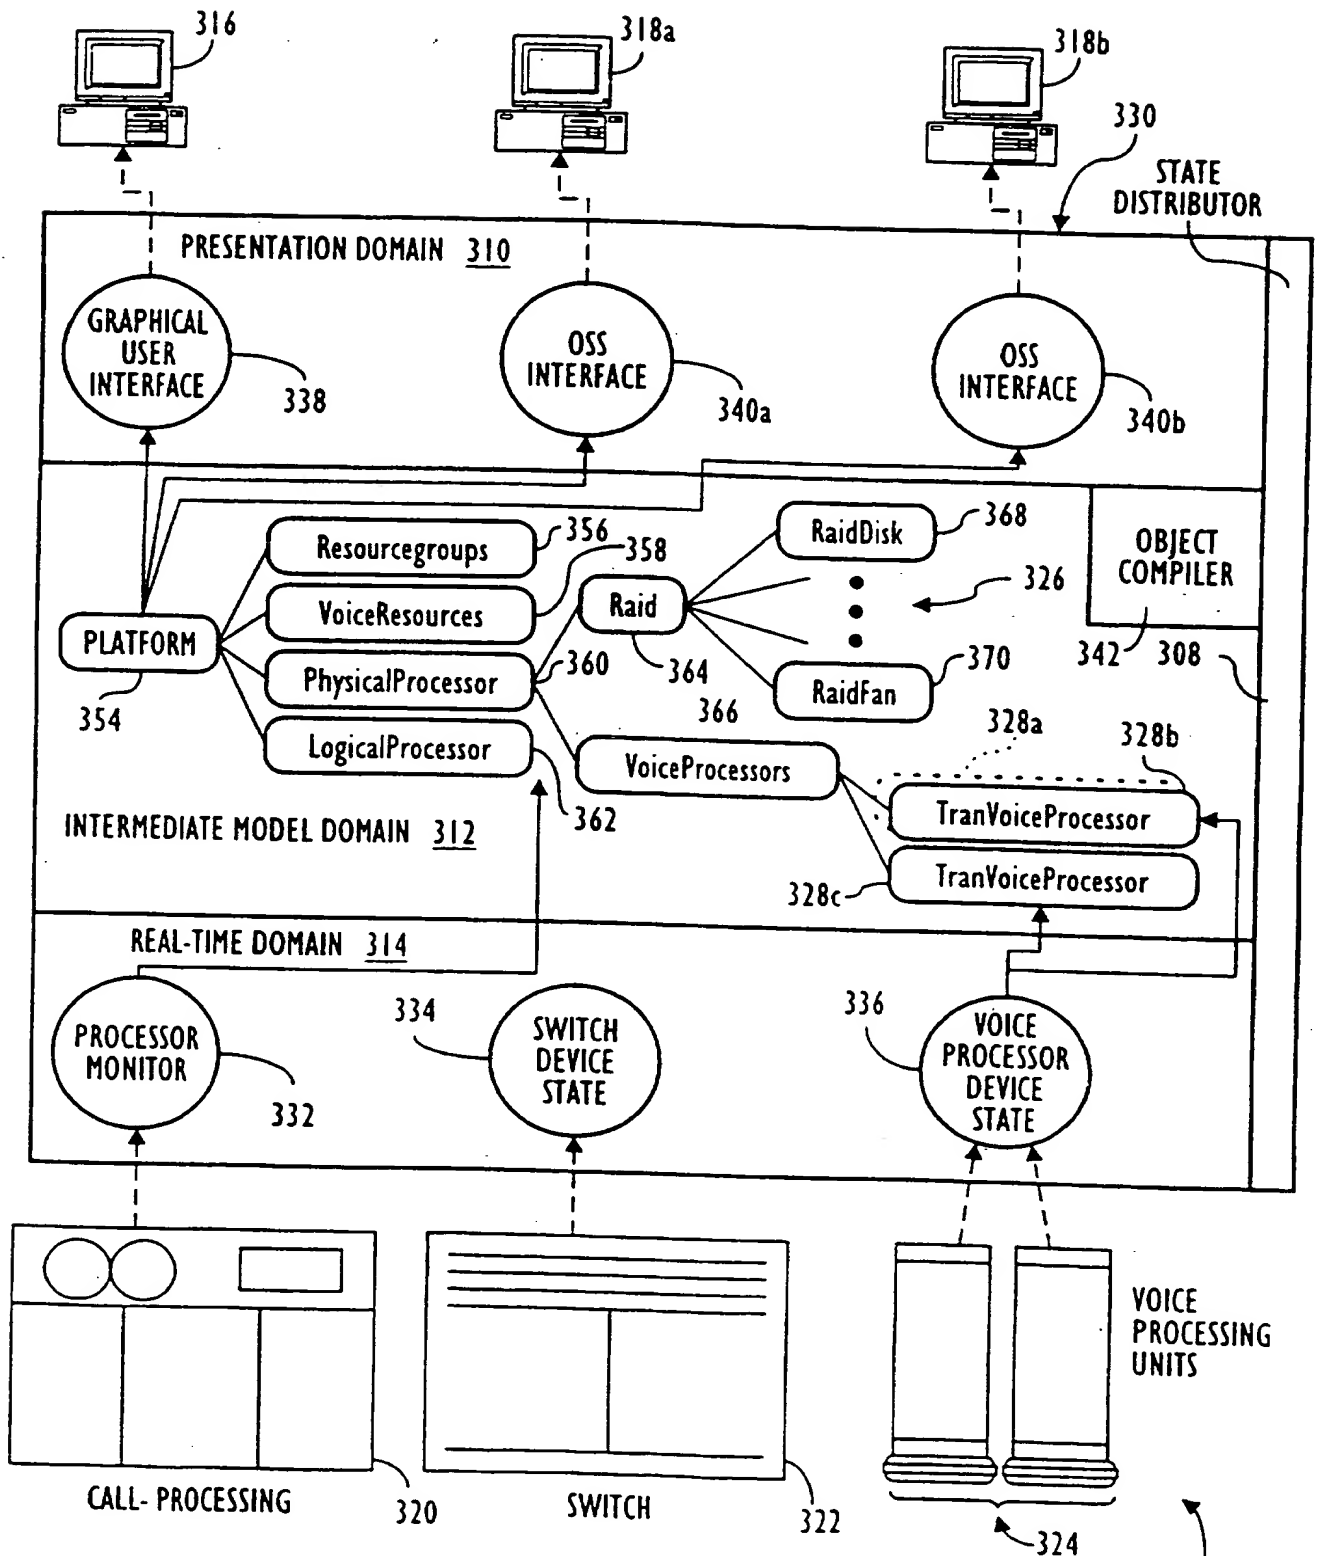 316
318a
318b
330
STATE
DISTRIBUTOR
PRESENTATION DOMAIN 310
GRAPHICAL
USER
INTERFACE
338
OSS
INTERFACE
340a
OSS
INTERFACE
340b
Resourcegroups
356
358
VoiceResources
PLATFORM
354
PhysicalProcessor
360
LogicalProcessor
362
Raid
364
366
RaidDisk
368
326
RaidFan
370
OBJECT
COMPILER
342
308
328a
328b
VoiceProcessors
TranVoiceProcessor
TranVoiceProcessor
328c
INTERMEDIATE MODEL DOMAIN 312
REAL-TIME DOMAIN 314
PROCESSOR
MONITOR
332
334
SWITCH
DEVICE
STATE
336
VOICE
PROCESSOR
DEVICE
STATE
VOICE
PROCESSING
UNITS
CALL- PROCESSING
320
SWITCH
322
324